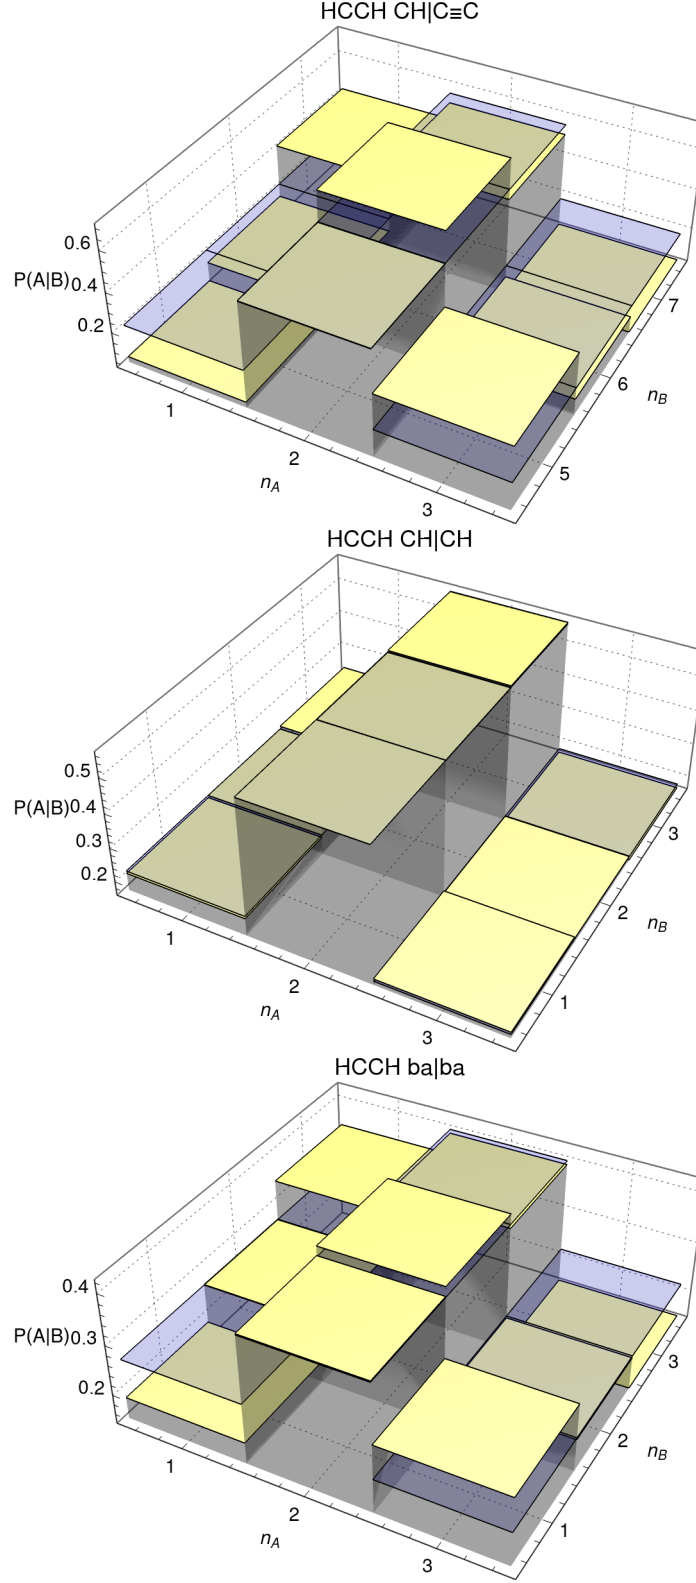 HCCH CH|C≡C
0.6
P(A|B) 0.4
0.2
1
2
3
n_A
5
6
7
n_B
HCCH CH|CH
0.5
P(A|B) 0.4
0.3
0.2
1
2
3
n_A
1
2
3
n_B
HCCH ba|ba
0.4
P(A|B) 0.3
0.2
1
2
3
n_A
1
2
3
n_B